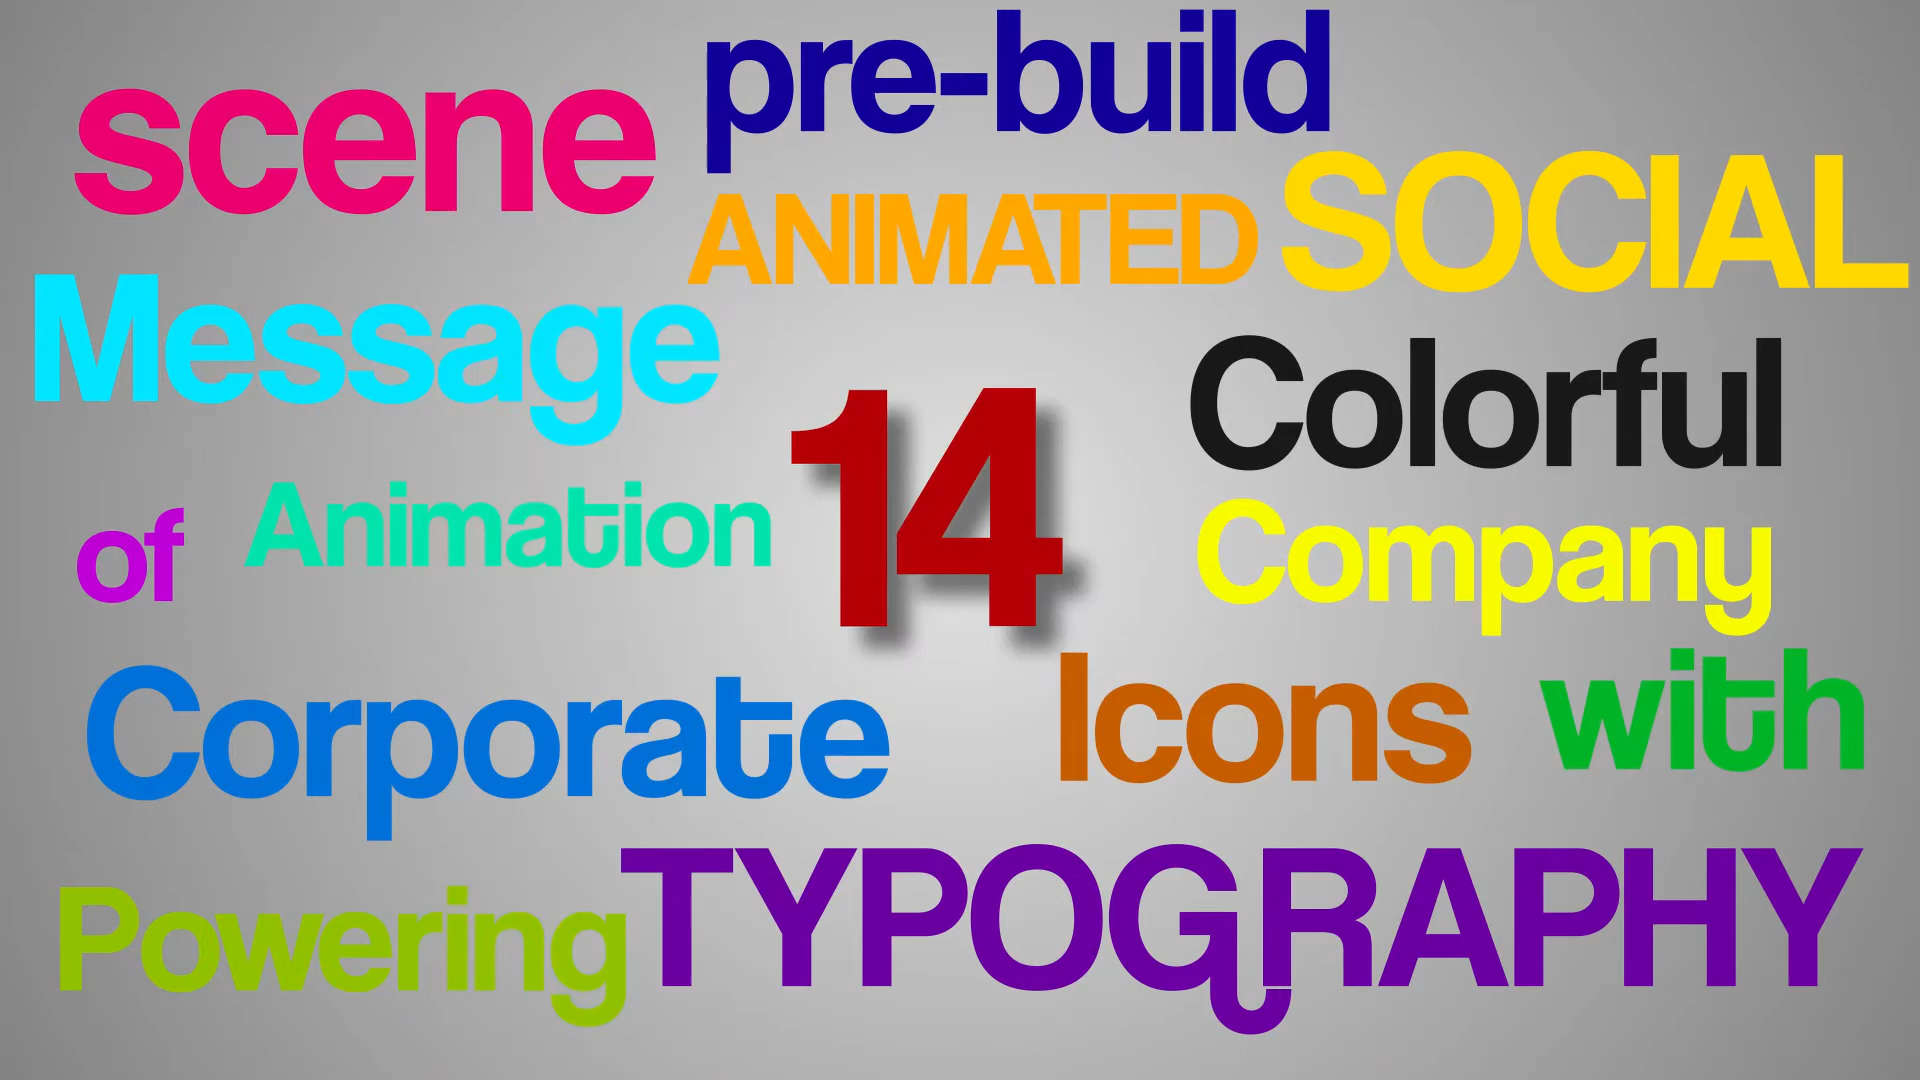 scene
pre-build
ANIMATED
SOCIAL
Message
14
Colorful
of
Animation
Company
Corporate
Icons
with
Powering
TYPOGRAPHY